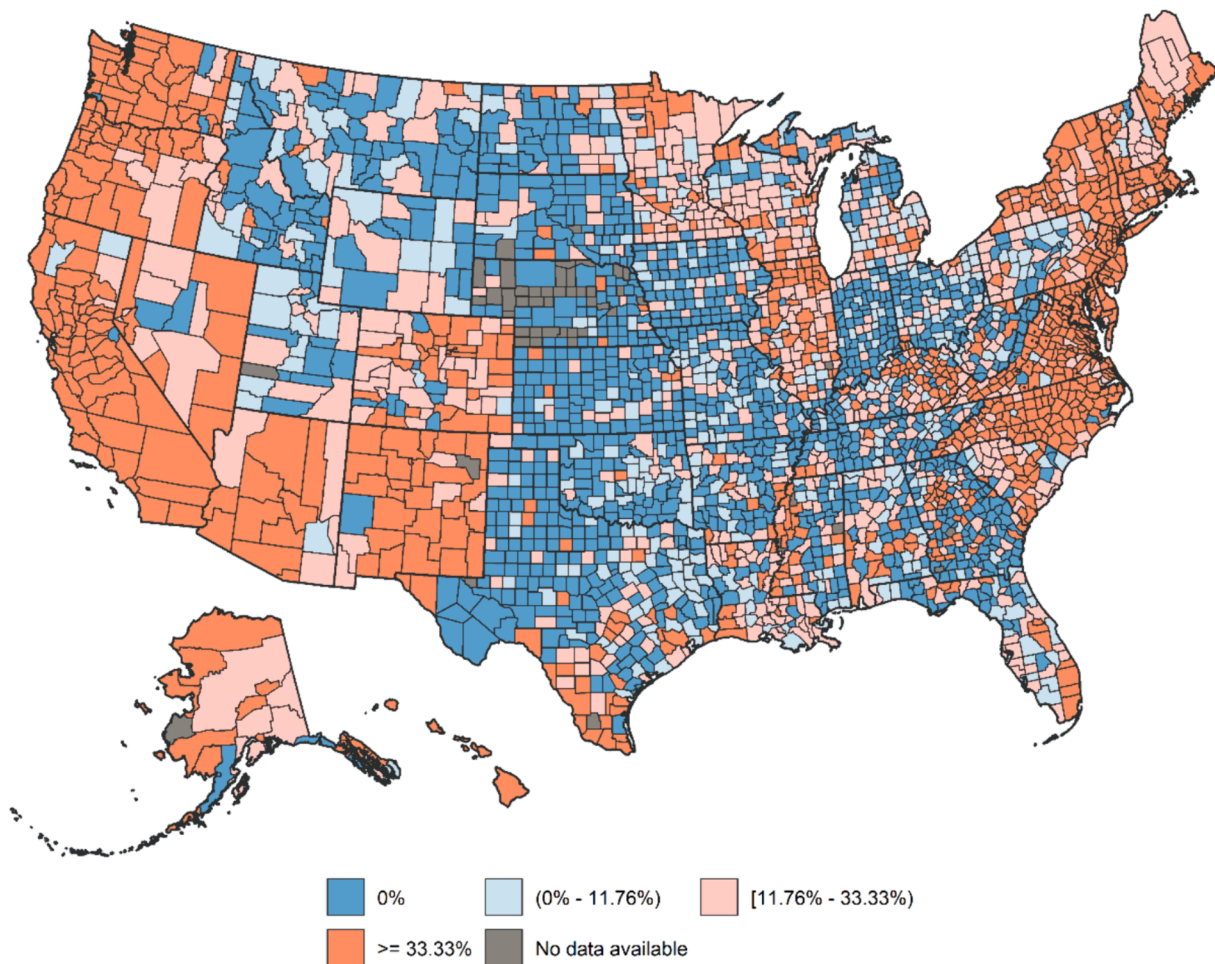 0% (0% - 11.76%) [11.76% - 33.33%)
>= 33.33% No data available